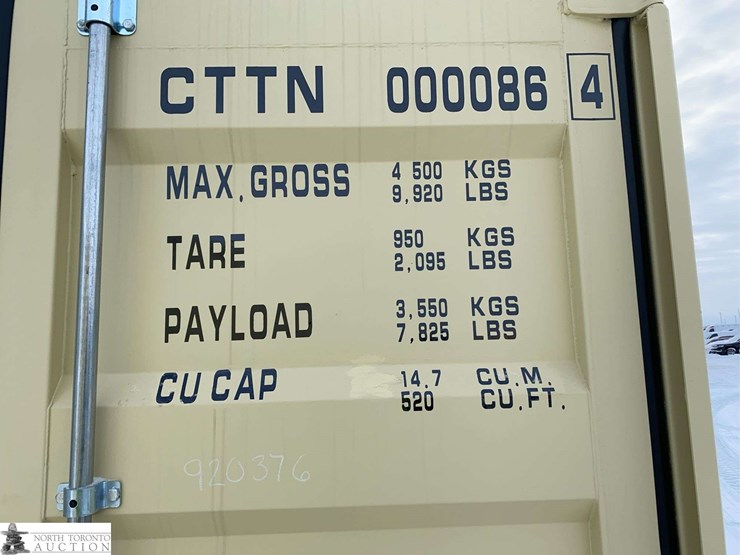 CTTN 000086 4
MAX. GROSS 4 500 KGS
9,920 LBS
TARE 950 KGS
2,095 LBS
PAYLOAD 3,550 KGS
7,825 LBS
CU CAP 14.7 CU.M.
520 CU.FT.
920376
NORTH TORONTO
AUCTION